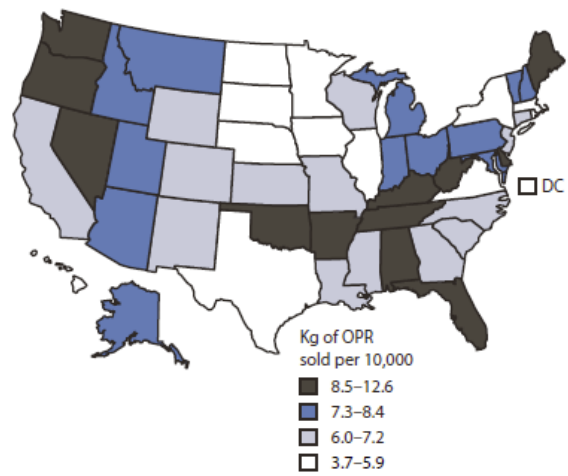 DC
Kg of OPR
sold per 10,000
8.5–12.6
7.3–8.4
6.0–7.2
3.7–5.9